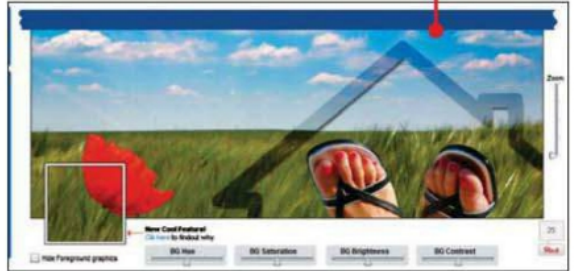 Zoom
New Cool Feature!
Click here to findout why
Hide Foreground graphics
BG Hue
BG Saturation
BG Brightness
BG Contrast